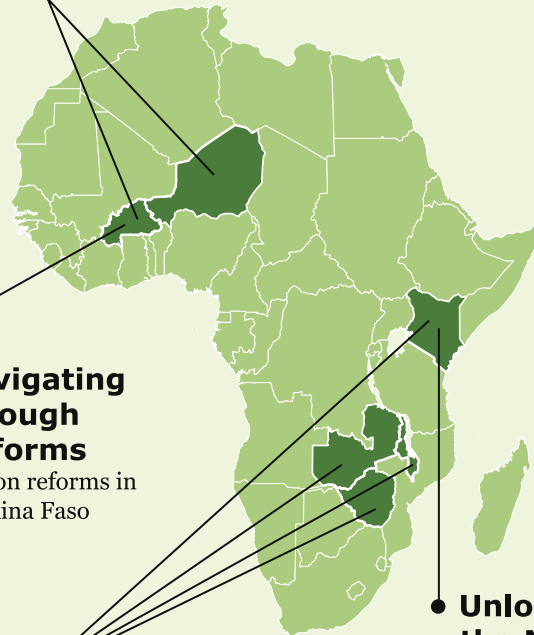 vigating
ough
forms
on reforms in
ina Faso
Unlo